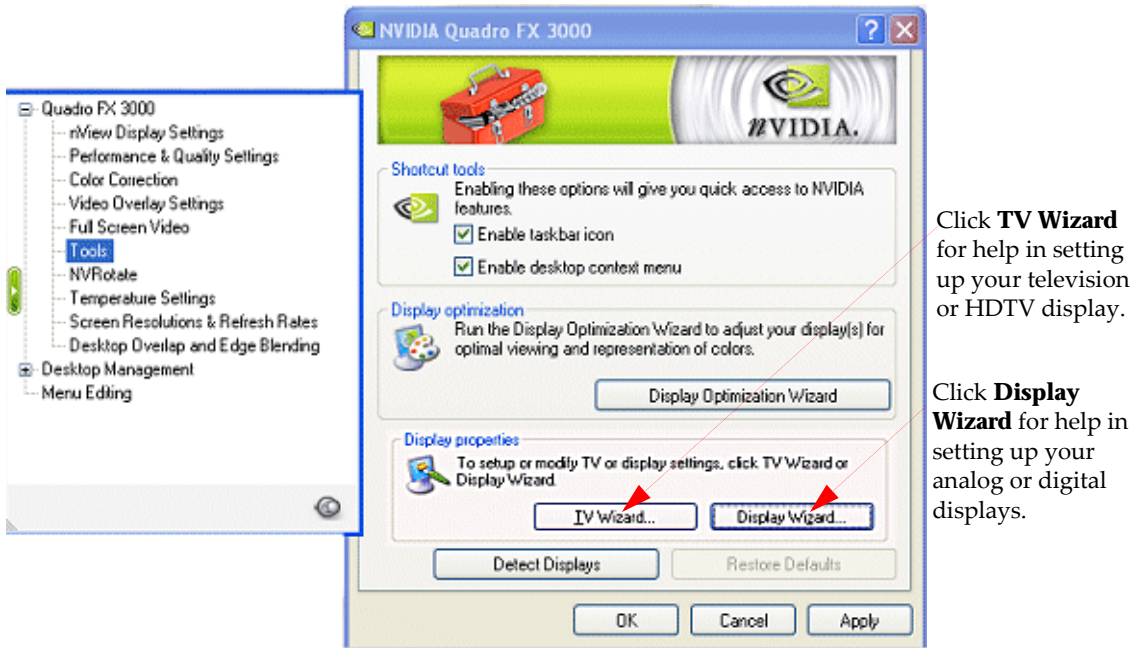 NVIDIA Quadro FX 3000
nVIDIA.
Quadro FX 3000
nView Display Settings
Performance & Quality Settings
Color Correction
Video Overlay Settings
Full Screen Video
Tools
NVRotate
Temperature Settings
Screen Resolutions & Refresh Rates
Desktop Overlap and Edge Blending
Desktop Management
Menu Editing
Shortcut tools
Enabling these options will give you quick access to NVIDIA
features.
Enable taskbar icon
Enable desktop context menu
Display optimization
Run the Display Optimization Wizard to adjust your display(s) for
optimal viewing and representation of colors.
Display Optimization Wizard
Display properties
To setup or modify TV or display settings, click TV Wizard or
Display Wizard.
TV Wizard...
Display Wizard...
Detect Displays
Restore Defaults
OK
Cancel
Apply
Click TV Wizard
for help in setting
up your television
or HDTV display.
Click Display
Wizard for help in
setting up your
analog or digital
displays.